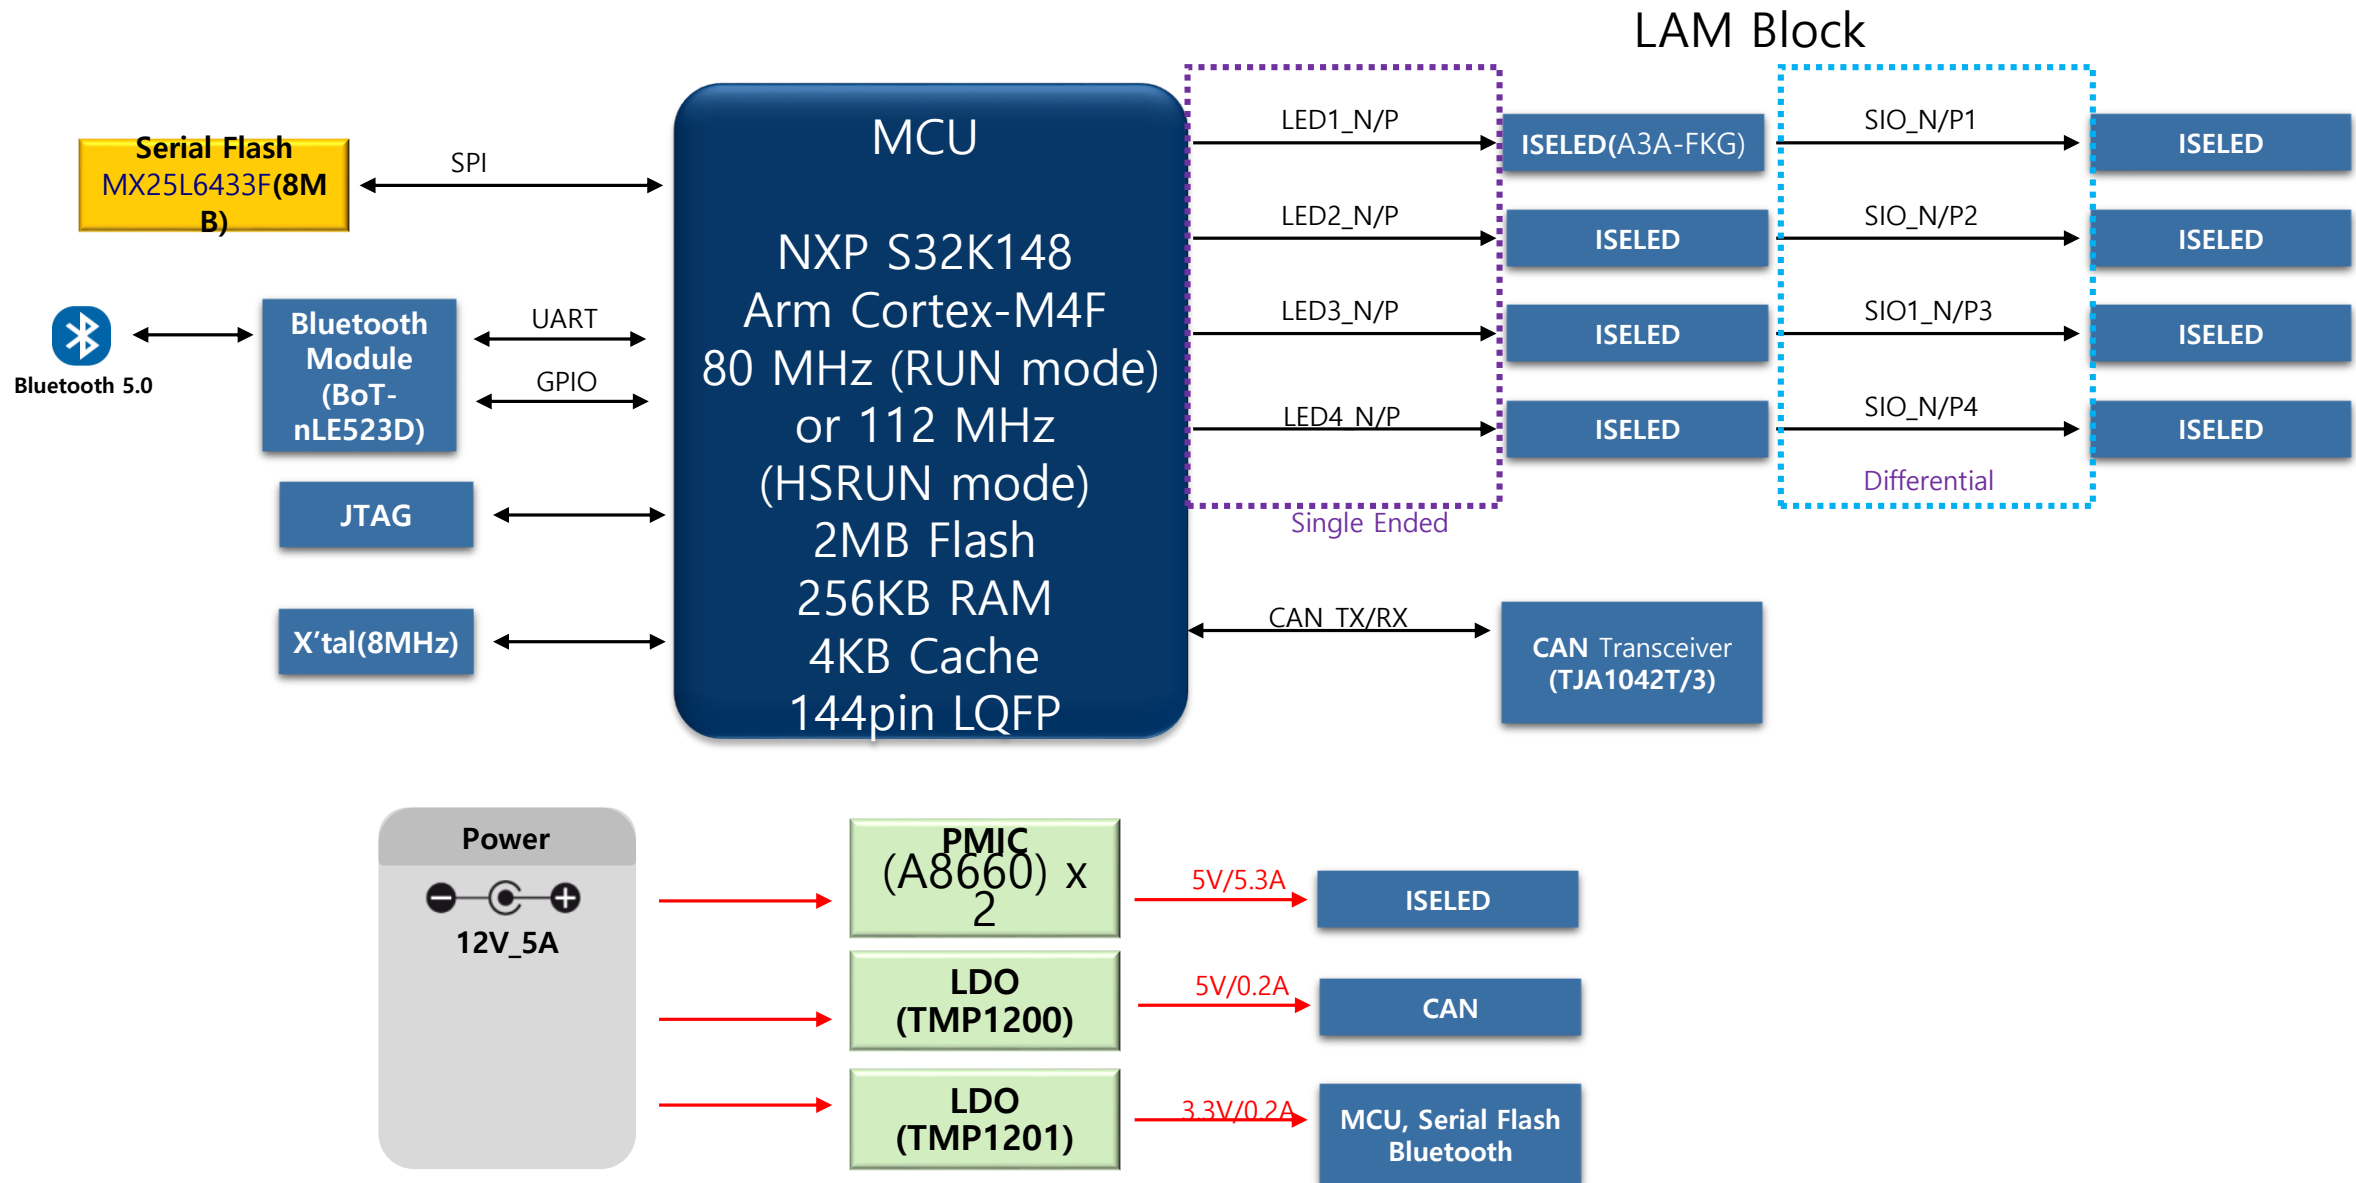 LAM Block
Serial Flash
MX25L6433F(8M
B)
SPI
Bluetooth 5.0
Bluetooth
Module
(BoT-
nLE523D)
UART
GPIO
JTAG
X'tal(8MHz)
MCU
NXP S32K148
Arm Cortex-M4F
80 MHz (RUN mode)
or 112 MHz
(HSRUN mode)
2MB Flash
256KB RAM
4KB Cache
144pin LQFP
LED1_N/P
ISELED(A3A-FKG)
SIO_N/P1
ISELED
LED2_N/P
ISELED
SIO_N/P2
ISELED
LED3_N/P
ISELED
SIO1_N/P3
ISELED
LED4_N/P
ISELED
SIO_N/P4
ISELED
Single Ended
Differential
CAN_TX/RX
CAN Transceiver
(TJA1042T/3)
Power
12V_5A
PMIC
(A8660) x
2
5V/5.3A
ISELED
LDO
(TMP1200)
5V/0.2A
CAN
LDO
(TMP1201)
3.3V/0.2A
MCU, Serial Flash
Bluetooth